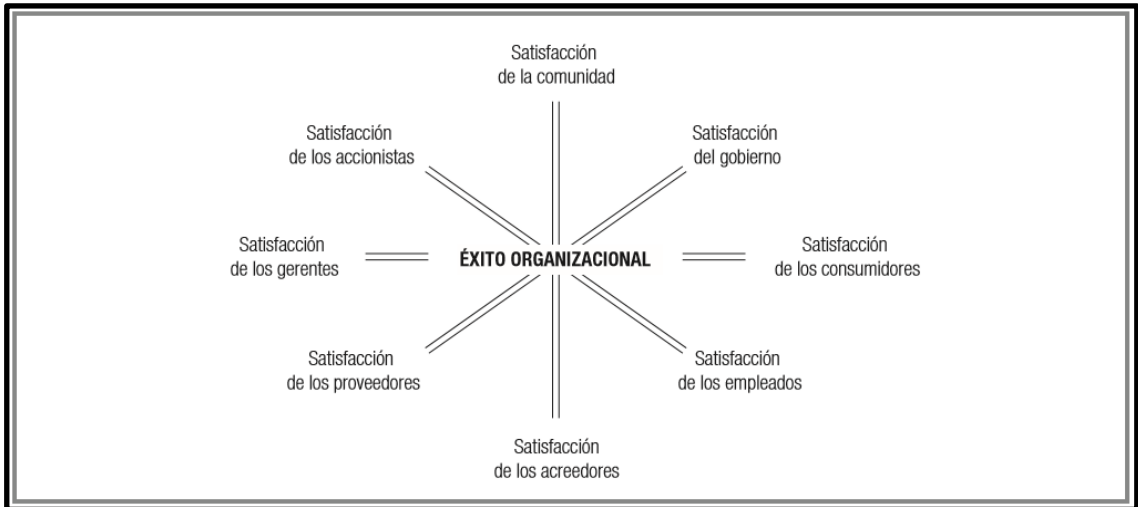 Satisfacción
de la comunidad
Satisfacción
de los accionistas
Satisfacción
del gobierno
Satisfacción
de los gerentes
ÉXITO ORGANIZACIONAL
Satisfacción
de los consumidores
Satisfacción
de los proveedores
Satisfacción
de los empleados
Satisfacción
de los acreedores